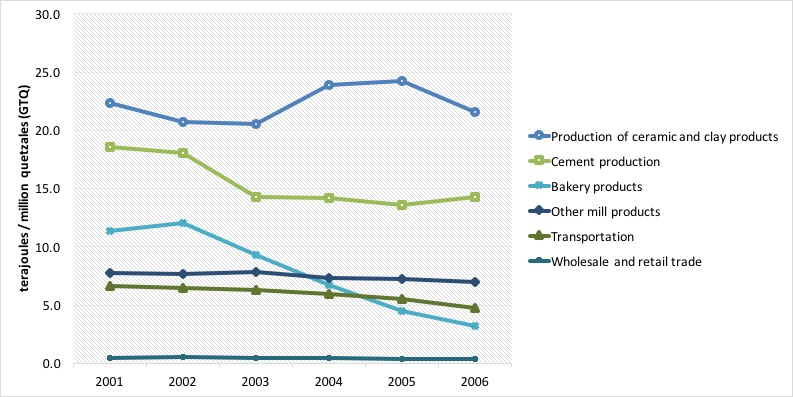 30.0
25.0
20.0
15.0
10.0
5.0
0.0
terajoules / million quetzales (GTQ)
2001 2002 2003 2004 2005 2006
Production of ceramic and clay products
Cement production
Bakery products
Other mill products
Transportation
Wholesale and retail trade